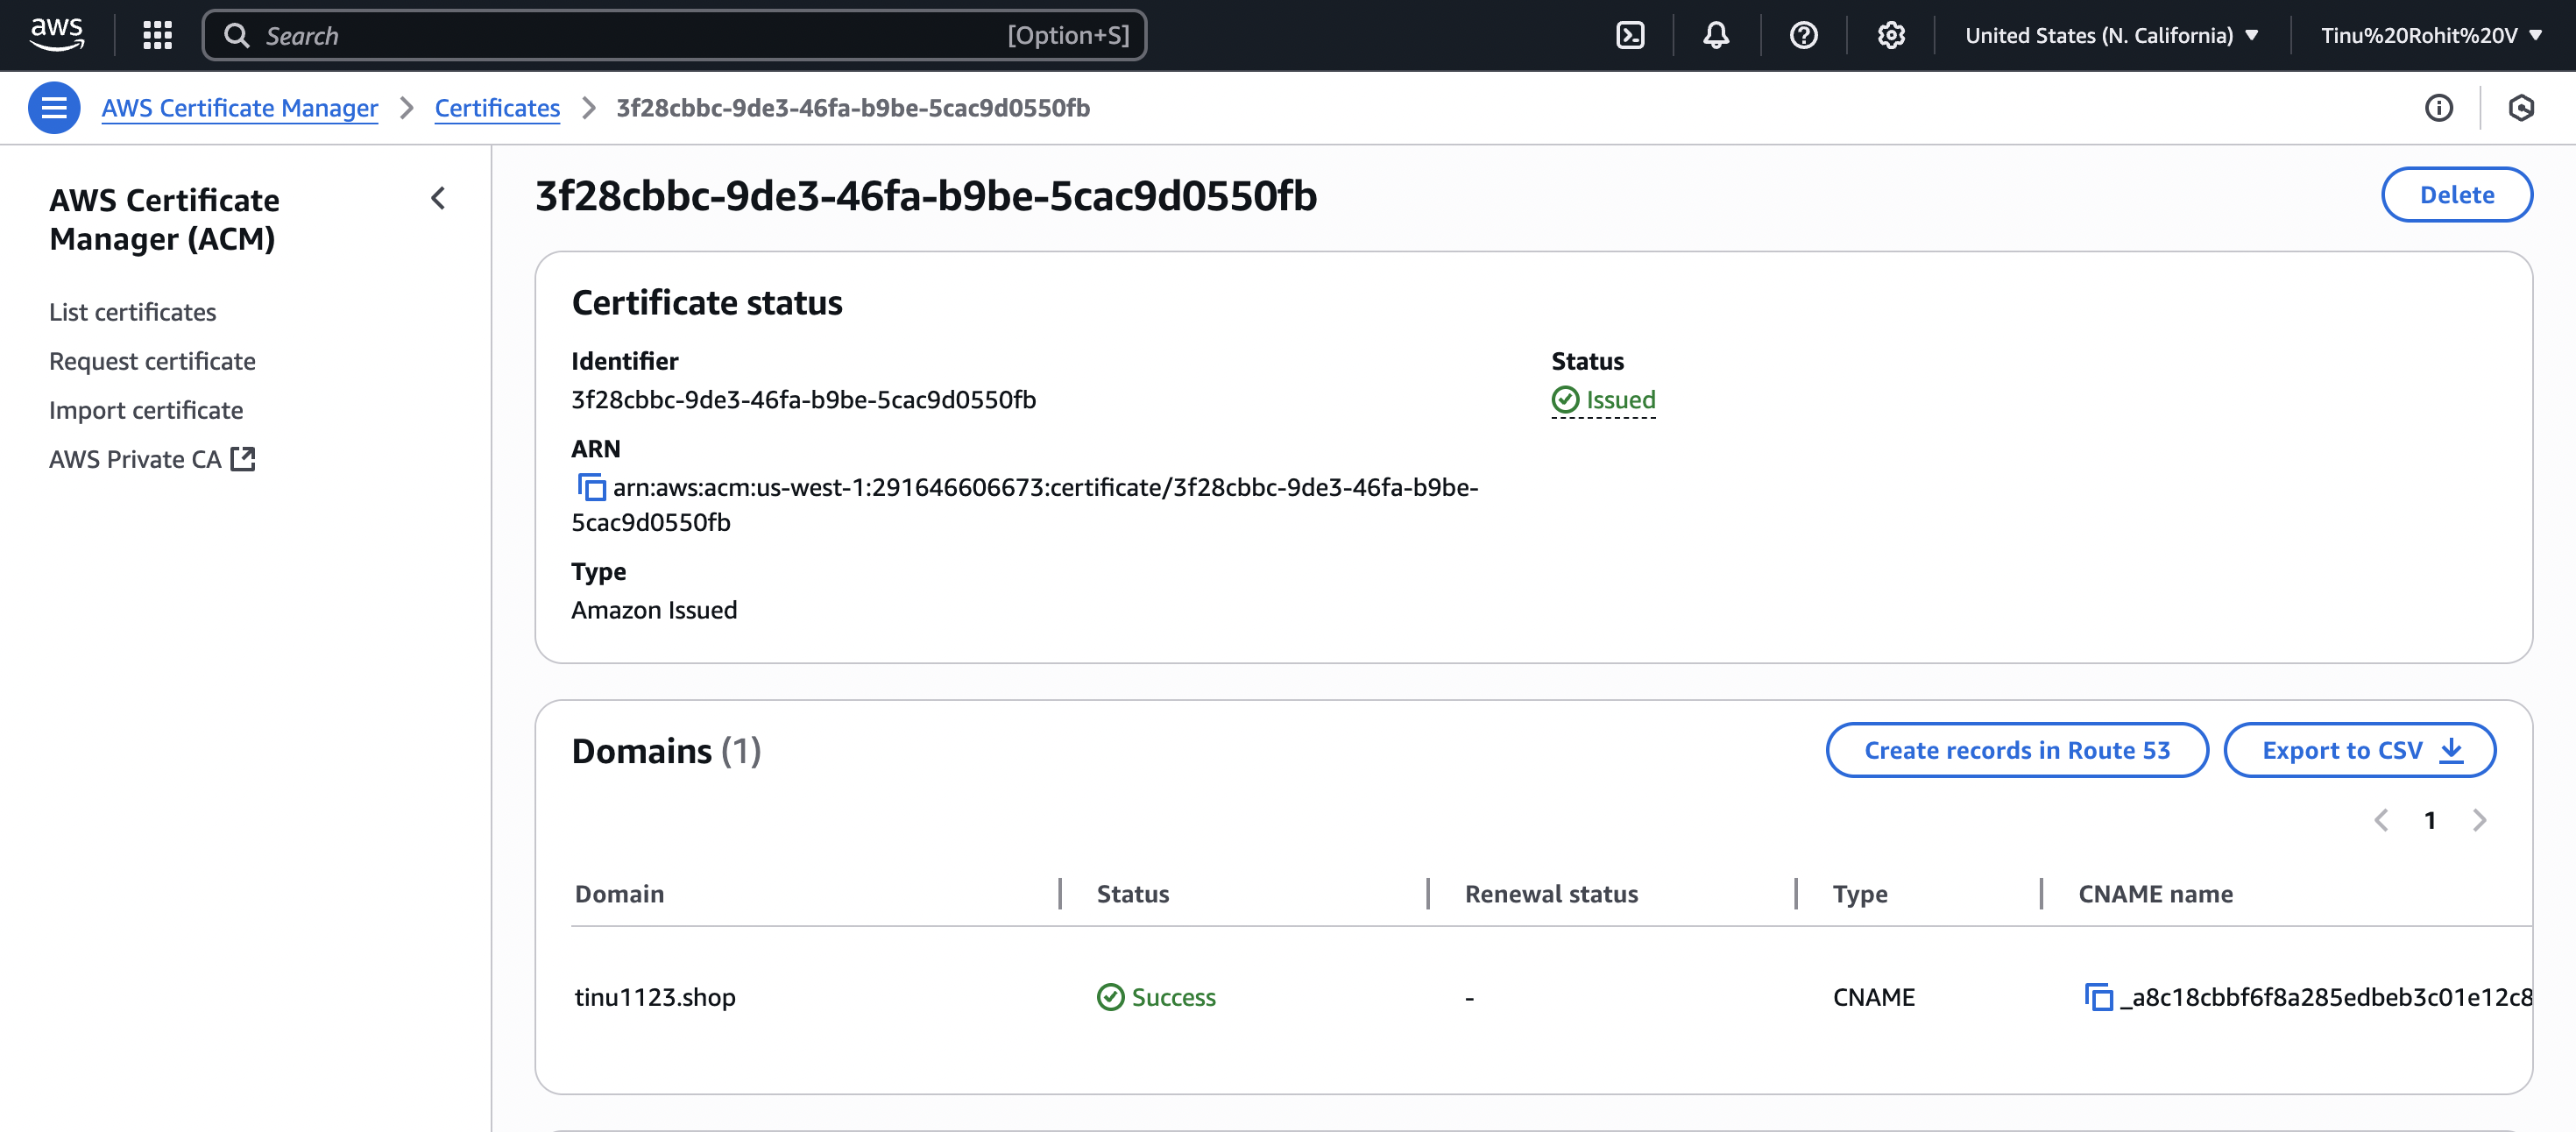 aws
Search
[Option+S]
United States (N. California)
Tinu%20Rohit%20V
AWS Certificate Manager
Certificates
3f28cbbc-9de3-46fa-b9be-5cac9d0550fb
AWS Certificate
Manager (ACM)
List certificates
Request certificate
Import certificate
AWS Private CA
3f28cbbc-9de3-46fa-b9be-5cac9d0550fb
Delete
Certificate status
Identifier
3f28cbbc-9de3-46fa-b9be-5cac9d0550fb
Status
Issued
ARN
arn:aws:acm:us-west-1:291646606673:certificate/3f28cbbc-9de3-46fa-b9be-
5cac9d0550fb
Type
Amazon Issued
Domains (1)
Create records in Route 53
Export to CSV
1
Domain
Status
Renewal status
Type
CNAME name
tinu1123.shop
Success
-
CNAME
_a8c18cbbf6f8a285edbeb3c01e12c8